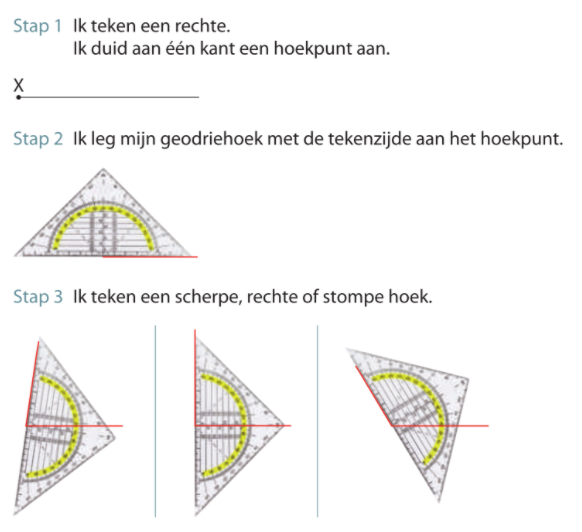 Stap 1 Ik teken een rechte.
Ik duid aan één kant een hoekpunt aan.
X
Stap 2 Ik leg mijn geodriehoek met de tekenzijde aan het hoekpunt.
Stap 3 Ik teken een scherpe, rechte of stompe hoek.